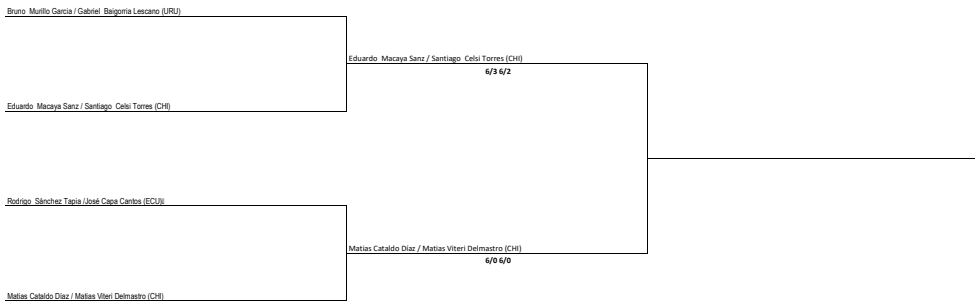 Bruno Murillo Garcia / Gabriel Baigorria Lescano (URU)
Eduardo Macaya Sanz / Santiago Celsi Torres (CHI)
6/3 6/2
Eduardo Macaya Sanz / Santiago Celsi Torres (CHI)
Rodrigo Sánchez Tapia /José Capa Cantos (ECU)
Matias Cataldo Díaz / Matias Viteri Delmastro (CHI)
6/0 6/0
Matias Cataldo Díaz / Matias Viteri Delmastro (CHI)